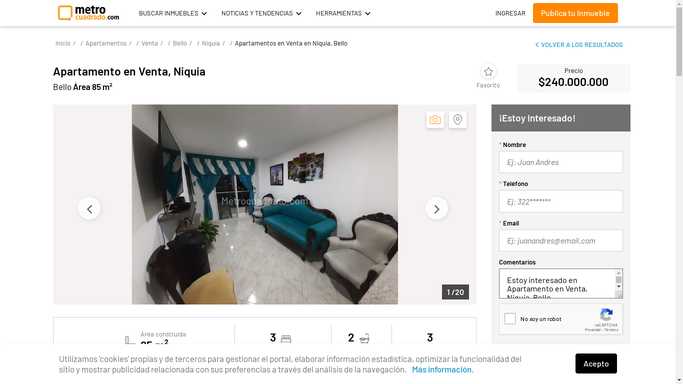 metro
cuadrado.com
BUSCAR INMUEBLES
NOTICIAS Y TENDENCIAS
HERRAMIENTAS
INGRESAR
Publica tu Inmueble
Inicio / / Apartamentos / / Venta / / Bello / / Niquia / / Apartamentos en Venta en Niquia, Bello
VOLVER A LOS RESULTADOS
Apartamento en Venta, Niquia
Bello Area 85 m²
Favorito
Precio
$240.000.000
Metrocuadrado.com
1 / 20
¡Estoy Interesado!
* Nombre
Ej: Juan Andres
* Telefono
Ej: 322*******
* Email
Ej: juanandres@email.com
Comentarios
Estoy interesado en
Apartamento en Venta,
Niquia, Bello
No soy un robot
reCAPTCHA
Privacidad - Términos
Área construida
85 m²
3
2
3
Utilizamos 'cookies' propias y de terceros para gestionar el portal, elaborar información estadística, optimizar la funcionalidad del
sitio y mostrar publicidad relacionada con sus preferencias a través del análisis de la navegación. Más información.
Acepto